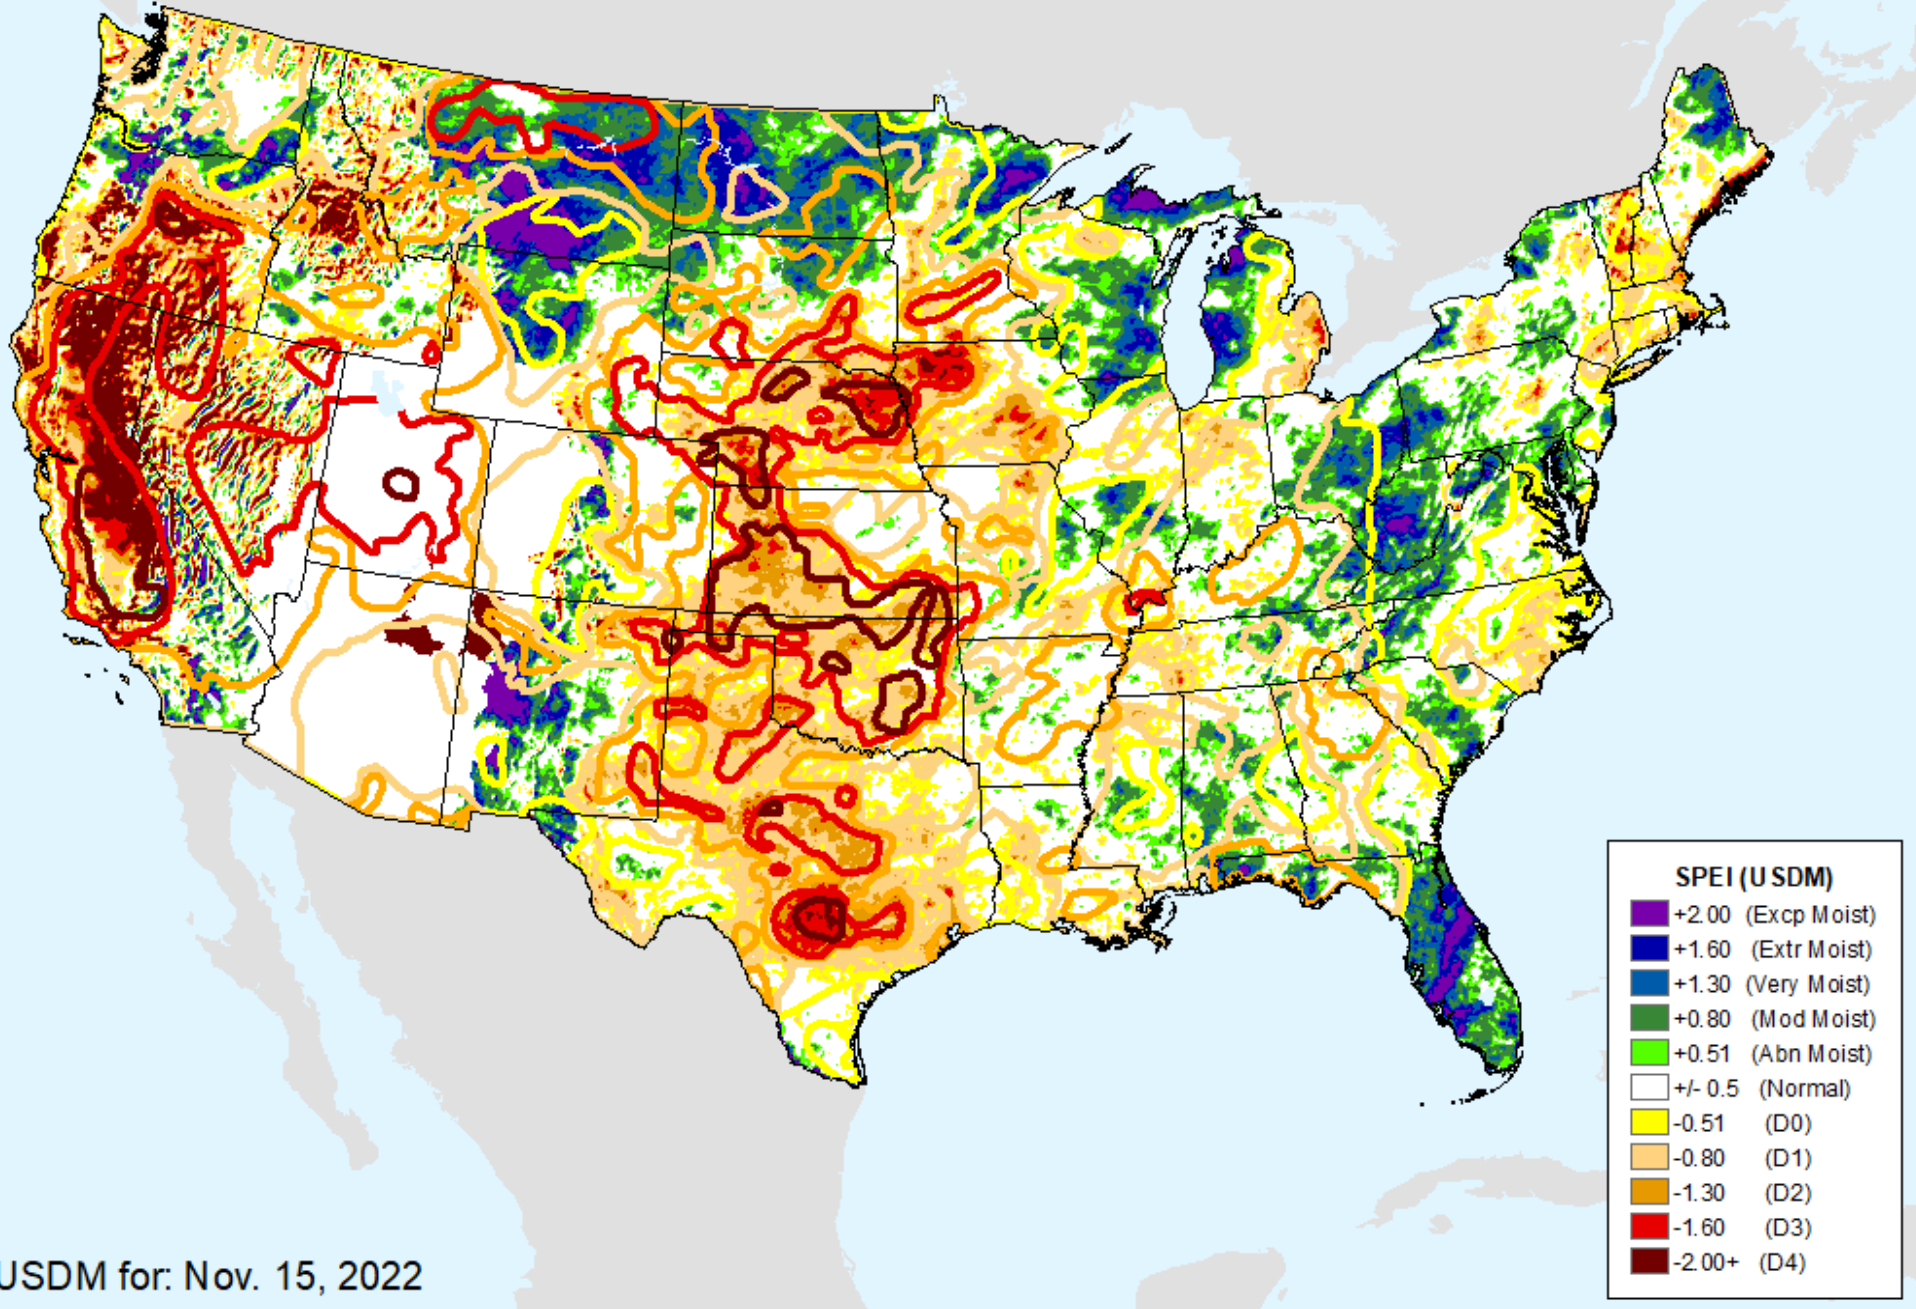 SPEI (USDM)
+2.00 (Excp Moist)
+1.60 (Extr Moist)
+1.30 (Very Moist)
+0.80 (Mod Moist)
+0.51 (Abn Moist)
+/- 0.5 (Normal)
-0.51 (D0)
-0.80 (D1)
-1.30 (D2)
-1.60 (D3)
-2.00+ (D4)
USDM for: Nov. 15, 2022